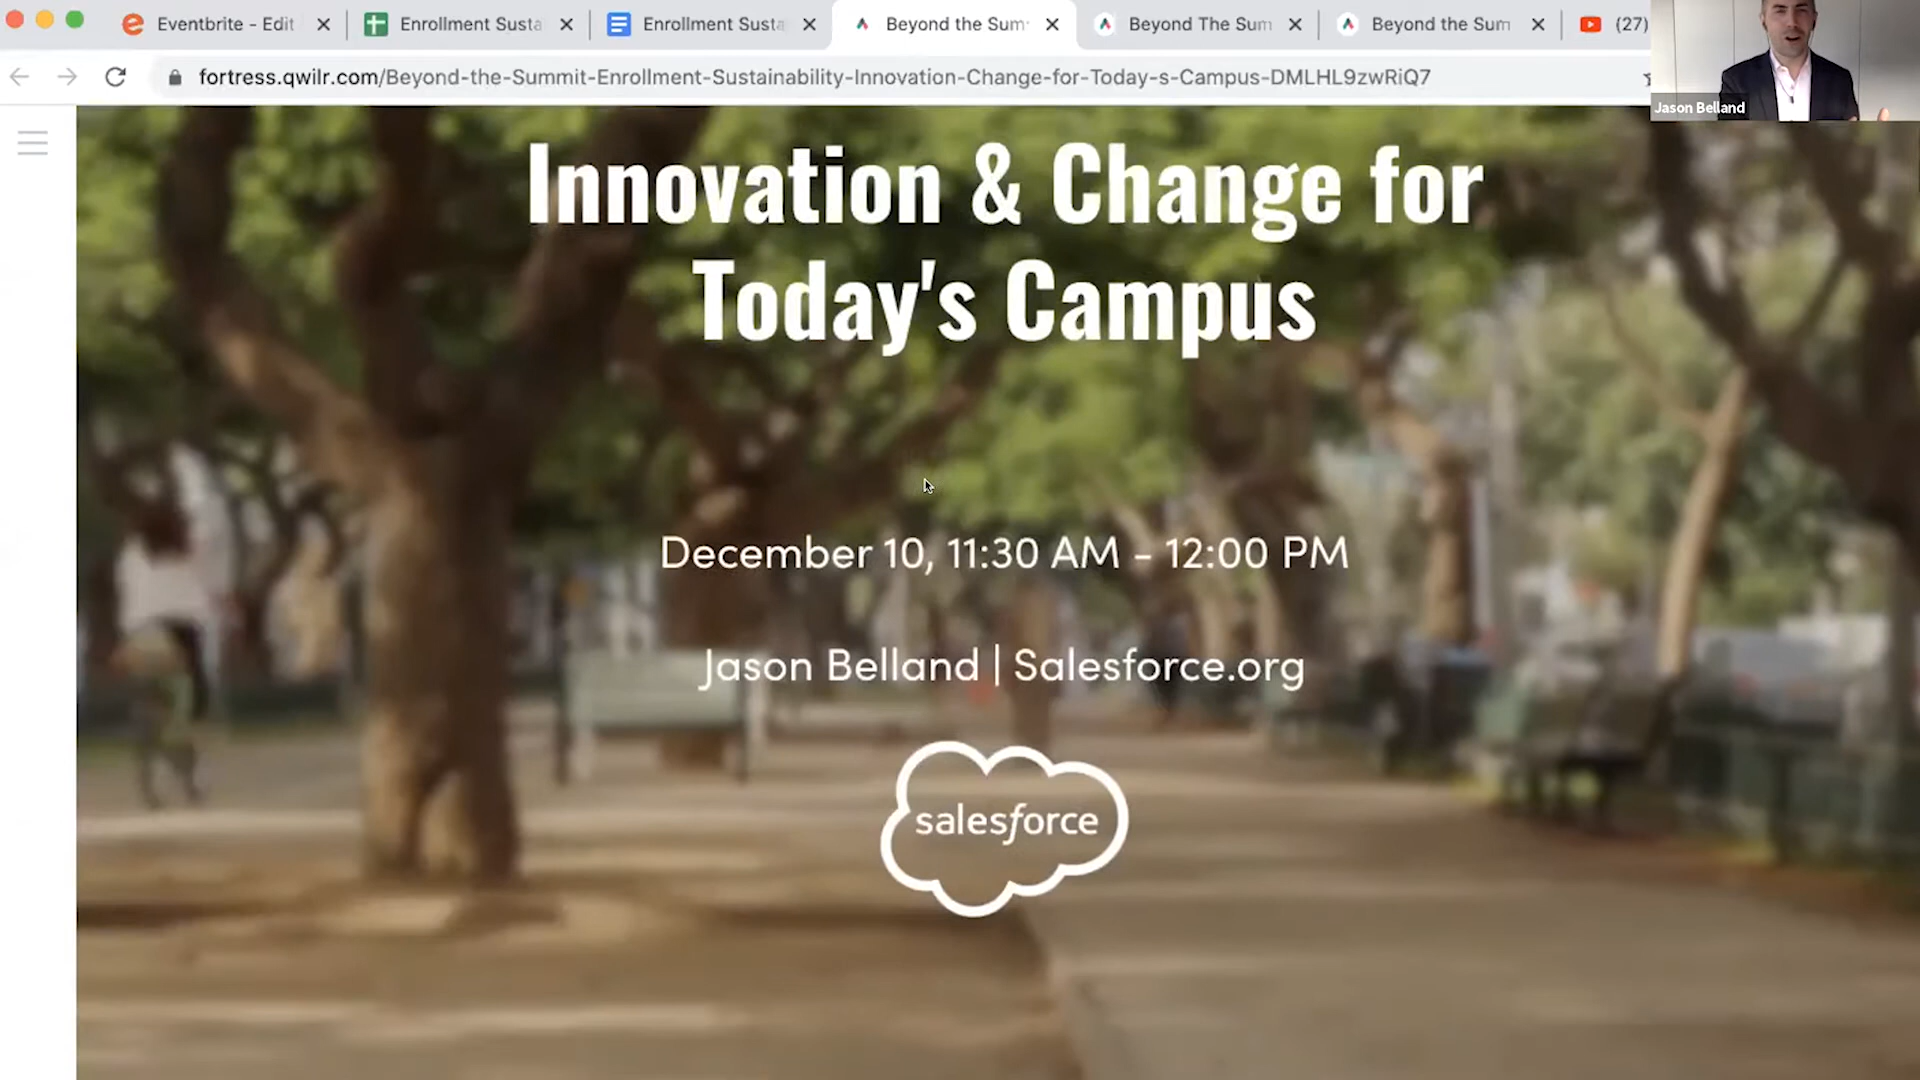 Eventbrite - Edit
Enrollment Susta
Enrollment Susta
Beyond the Sum
Beyond The Sum
Beyond the Sum
(27)
fortress.qwilr.com/Beyond-the-Summit-Enrollment-Sustainability-Innovation-Change-for-Today-s-Campus-DMLHL9zwRiQ7
Jason Belland
Innovation & Change for
Today's Campus
December 10, 11:30 AM - 12:00 PM
Jason Belland | Salesforce.org
salesforce